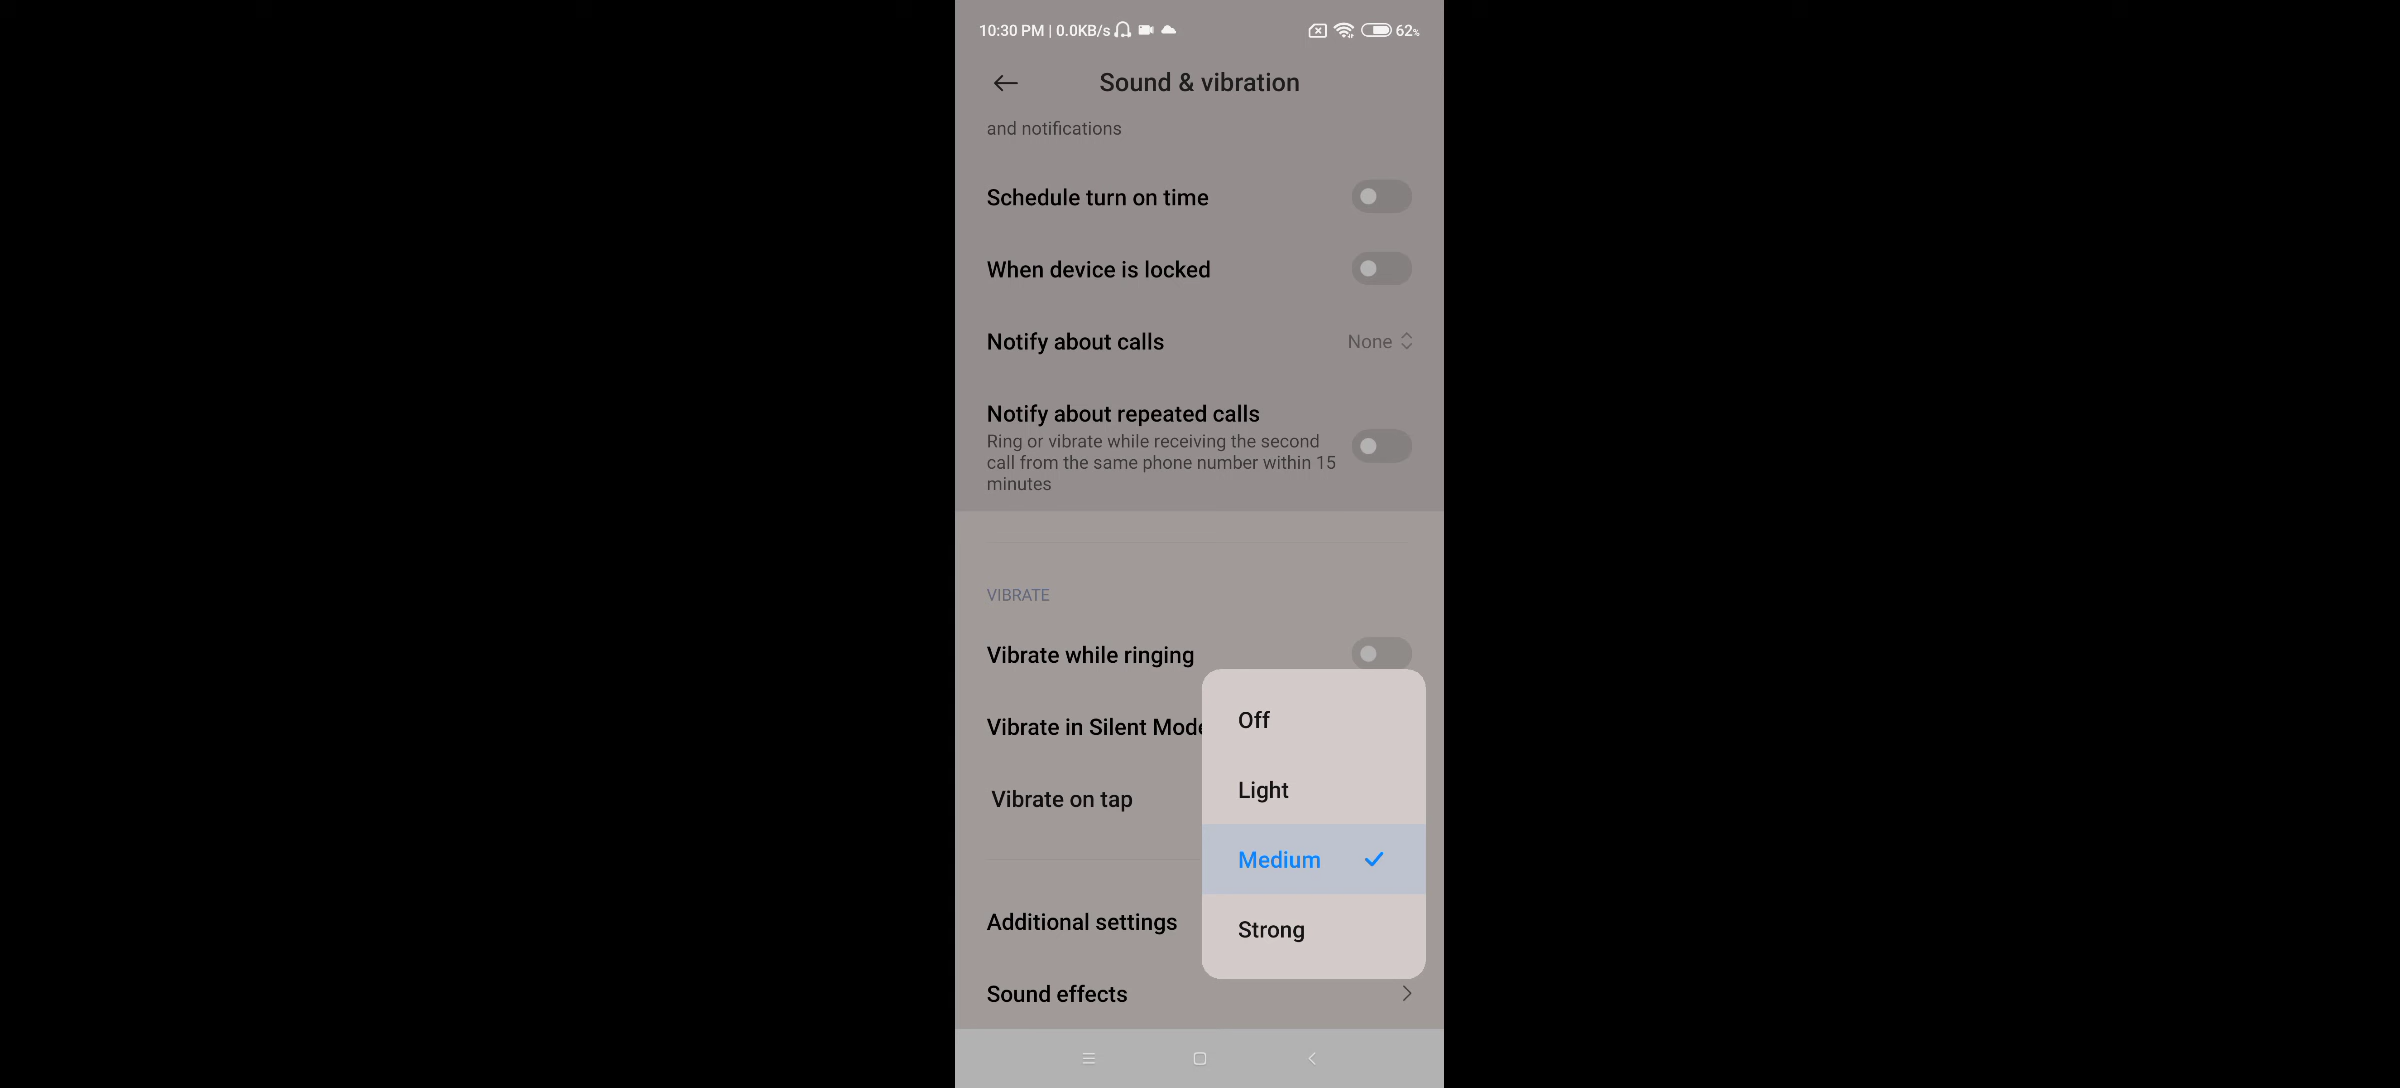 10:30 PM | 0.0KB/s 62%
Sound & vibration
and notifications
Schedule turn on time
When device is locked
Notify about calls None
Notify about repeated calls
Ring or vibrate while receiving the second
call from the same phone number within 15
minutes
VIBRATE
Vibrate while ringing
Vibrate in Silent Mode
Vibrate on tap
Off
Light
Medium
Strong
Additional settings
Sound effects